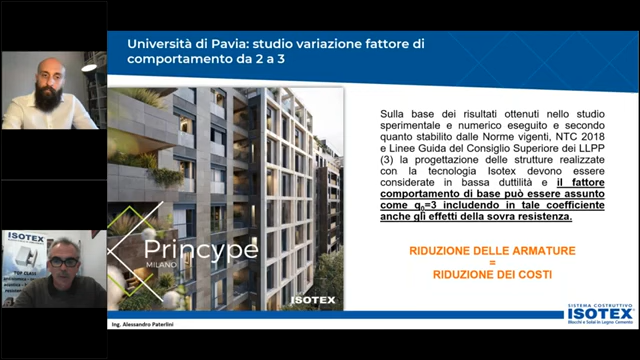 Università di Pavia: studio variazione fattore di
comportamento da 2 a 3
Sulla base dei risultati ottenuti nello studio
sperimentale e numerico eseguito e secondo
quanto stabilito dalle Norme vigenti, NTC 2018
e Linee Guida del Consiglio Superiore dei LLPP
(3) la progettazione delle strutture realizzate
con la tecnologia Isotex devono essere
considerate in bassa duttilità e il fattore
comportamento di base può essere assunto
come q₀=3 includendo in tale coefficiente
anche gli effetti della sovra resistenza.
RIDUZIONE DELLE ARMATURE
=
RIDUZIONE DEI COSTI
Princype
MILANO
ISOTEX
ISOTEX
TOP CLASS
Ing. Alessandro Paterlini
SISTEMA COSTRUTTIVO
ISOTEX®
Blocchi e Solai in Legno Cemento